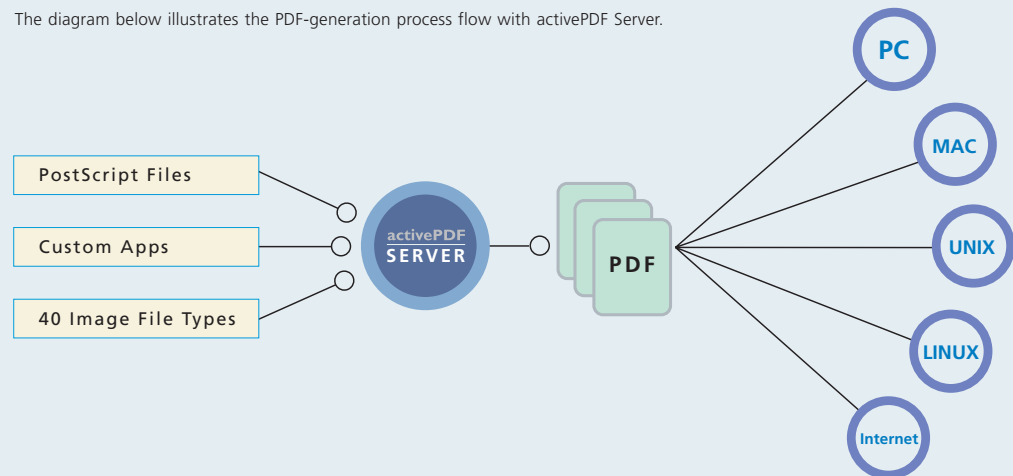 The diagram below illustrates the PDF-generation process flow with activePDF Server.
PostScript Files
Custom Apps
40 Image File Types
activePDF
SERVER
PDF
PC
MAC
UNIX
LINUX
Internet